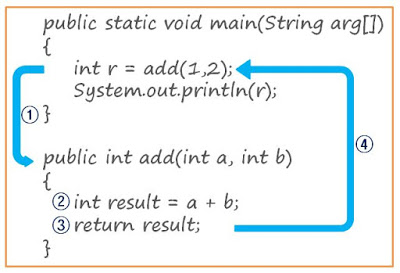 public static void main(String arg[])
{
int r = add(1,2);
System.out.println(r);
① }
④
public int add(int a, int b)
{
② int result = a + b;
③ return result;
}